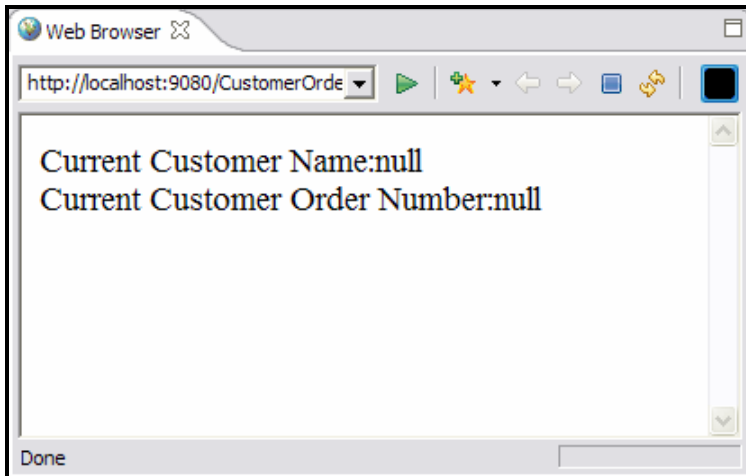 Web Browser
http://localhost:9080/CustomerOrde
Current Customer Name:null
Current Customer Order Number:null
Done